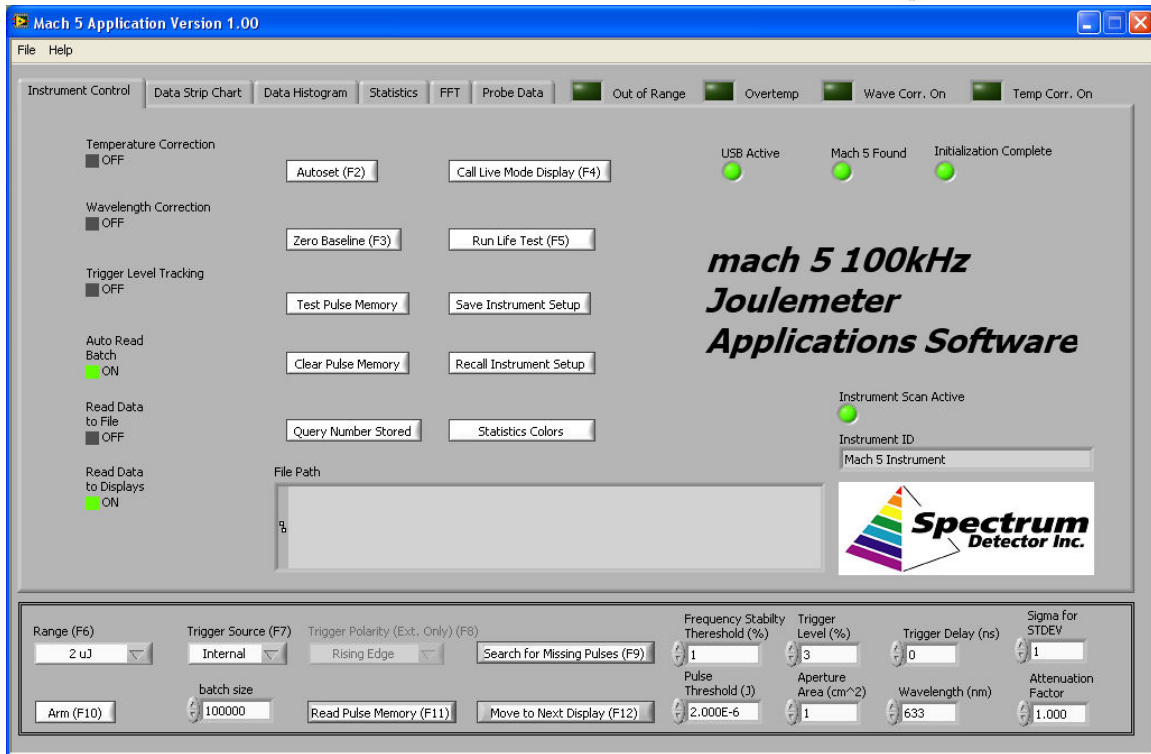 Mach 5 Application Version 1.00
File Help
Instrument Control Data Strip Chart Data Histogram Statistics FFT Probe Data Out of Range Overtemp Wave Corr. On Temp Corr. On
Temperature Correction
OFF
Autoset (F2)
Call Live Mode Display (F4)
USB Active
Mach 5 Found
Initialization Complete
Wavelength Correction
OFF
Zero Baseline (F3)
Run Life Test (F5)
mach 5 100kHz
Joulemeter
Applications Software
Trigger Level Tracking
OFF
Test Pulse Memory
Save Instrument Setup
Auto Read
Batch
ON
Clear Pulse Memory
Recall Instrument Setup
Instrument Scan Active
Read Data
to File
OFF
Query Number Stored
Statistics Colors
Instrument ID
Mach 5 Instrument
Read Data
to Displays
ON
File Path
Spectrum
Detector Inc.
Range (F6)
2 uJ
Trigger Source (F7)
Internal
Trigger Polarity (Ext. Only) (F8)
Rising Edge
Search for Missing Pulses (F9)
Frequency Stabilty
Thereshold (%)
1
Trigger
Level (%)
3
Trigger Delay (ns)
0
Sigma for
STDEV
1
Arm (F10)
batch size
100000
Read Pulse Memory (F11)
Move to Next Display (F12)
Pulse
Threshold (J)
2.000E-6
Aperture
Area (cm^2)
1
Wavelength (nm)
633
Attenuation
Factor
1.000